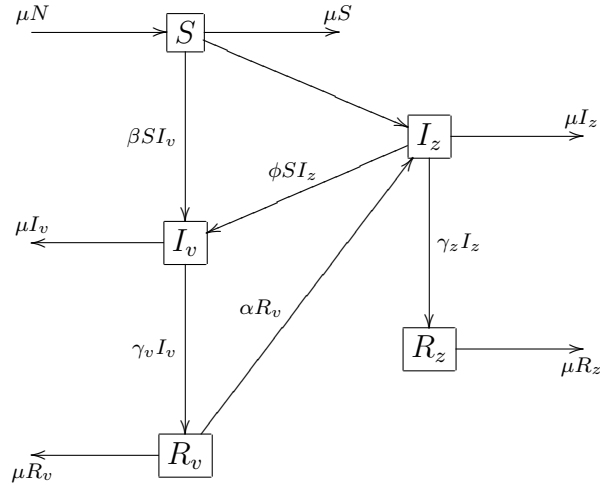 μN
S
μS
βSI_v
I_z
μI_z
ϕSI_z
μI_v
I_v
γ_zI_z
αR_v
γ_vI_v
R_z
μR_z
μR_v
R_v